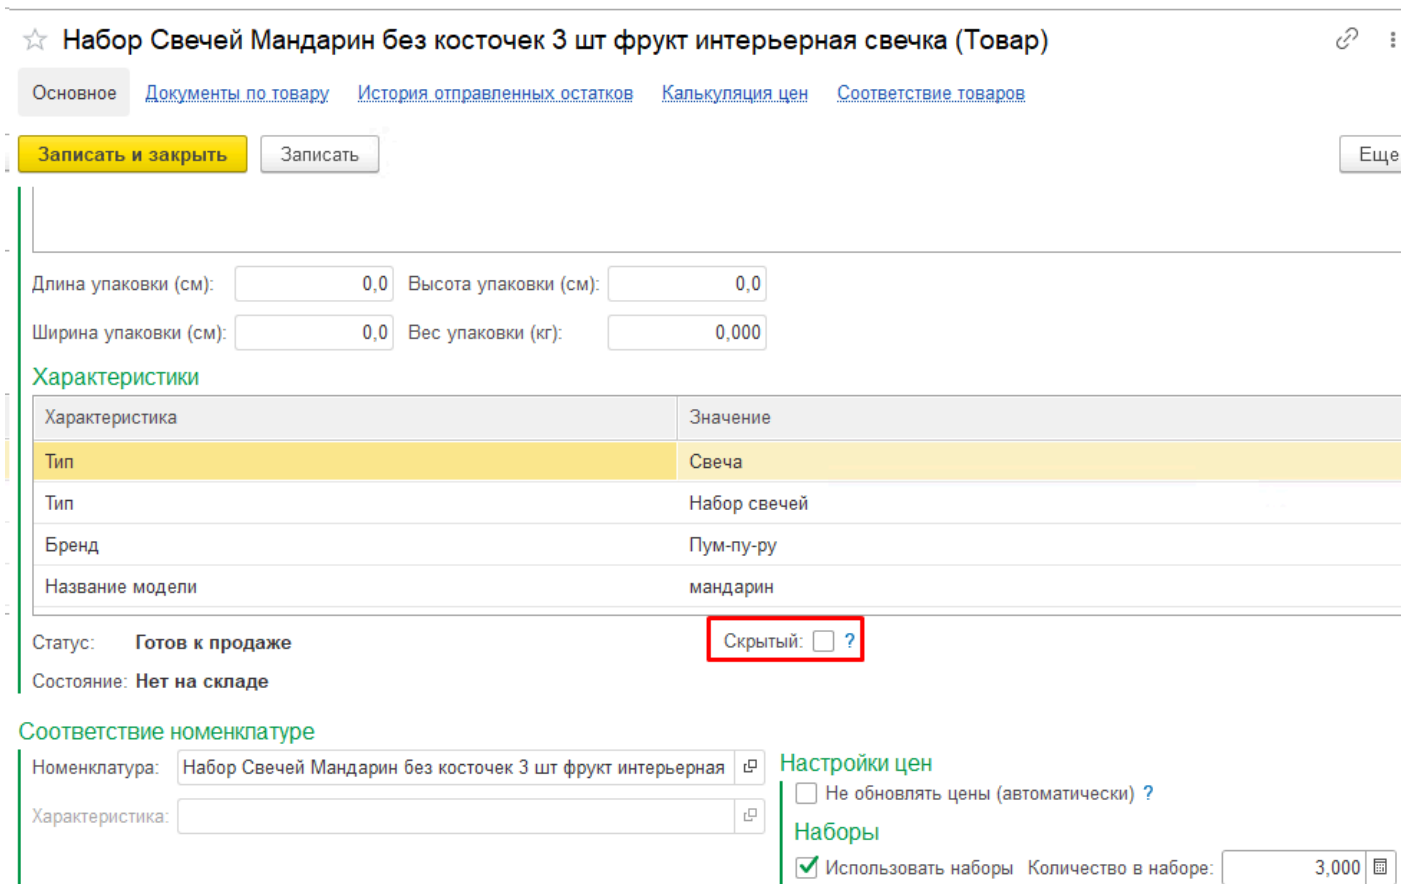 Набор Свечей Мандарин без косточек 3 шт фрукт интерьерная свечка (Товар)
Основное Документы по товару История отправленных остатков Калькуляция цен Соответствие товаров
Записать и закрыть Записать Еще
Длина упаковки (см): 0,0 Высота упаковки (см): 0,0
Ширина упаковки (см): 0,0 Вес упаковки (кг): 0,000
Характеристики
Характеристика Значение
Тип Свеча
Тип Набор свечей
Бренд Пум-пу-ру
Название модели мандарин
Статус: Готов к продаже Скрытый: ?
Состояние: Нет на складе
Соответствие номенклатуре
Номенклатура: Набор Свечей Мандарин без косточек 3 шт фрукт интерьерная
Характеристика:
Настройки цен
Не обновлять цены (автоматически) ?
Наборы
Использовать наборы Количество в наборе: 3,000